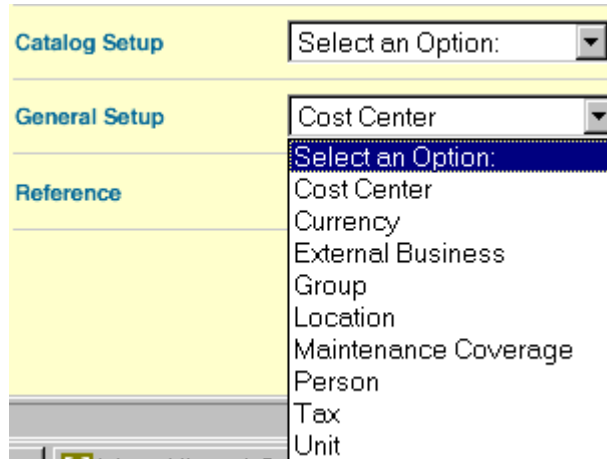 Catalog Setup Select an Option:
General Setup Cost Center
Select an Option:
Reference Cost Center
Currency
External Business
Group
Location
Maintenance Coverage
Person
Tax
Unit